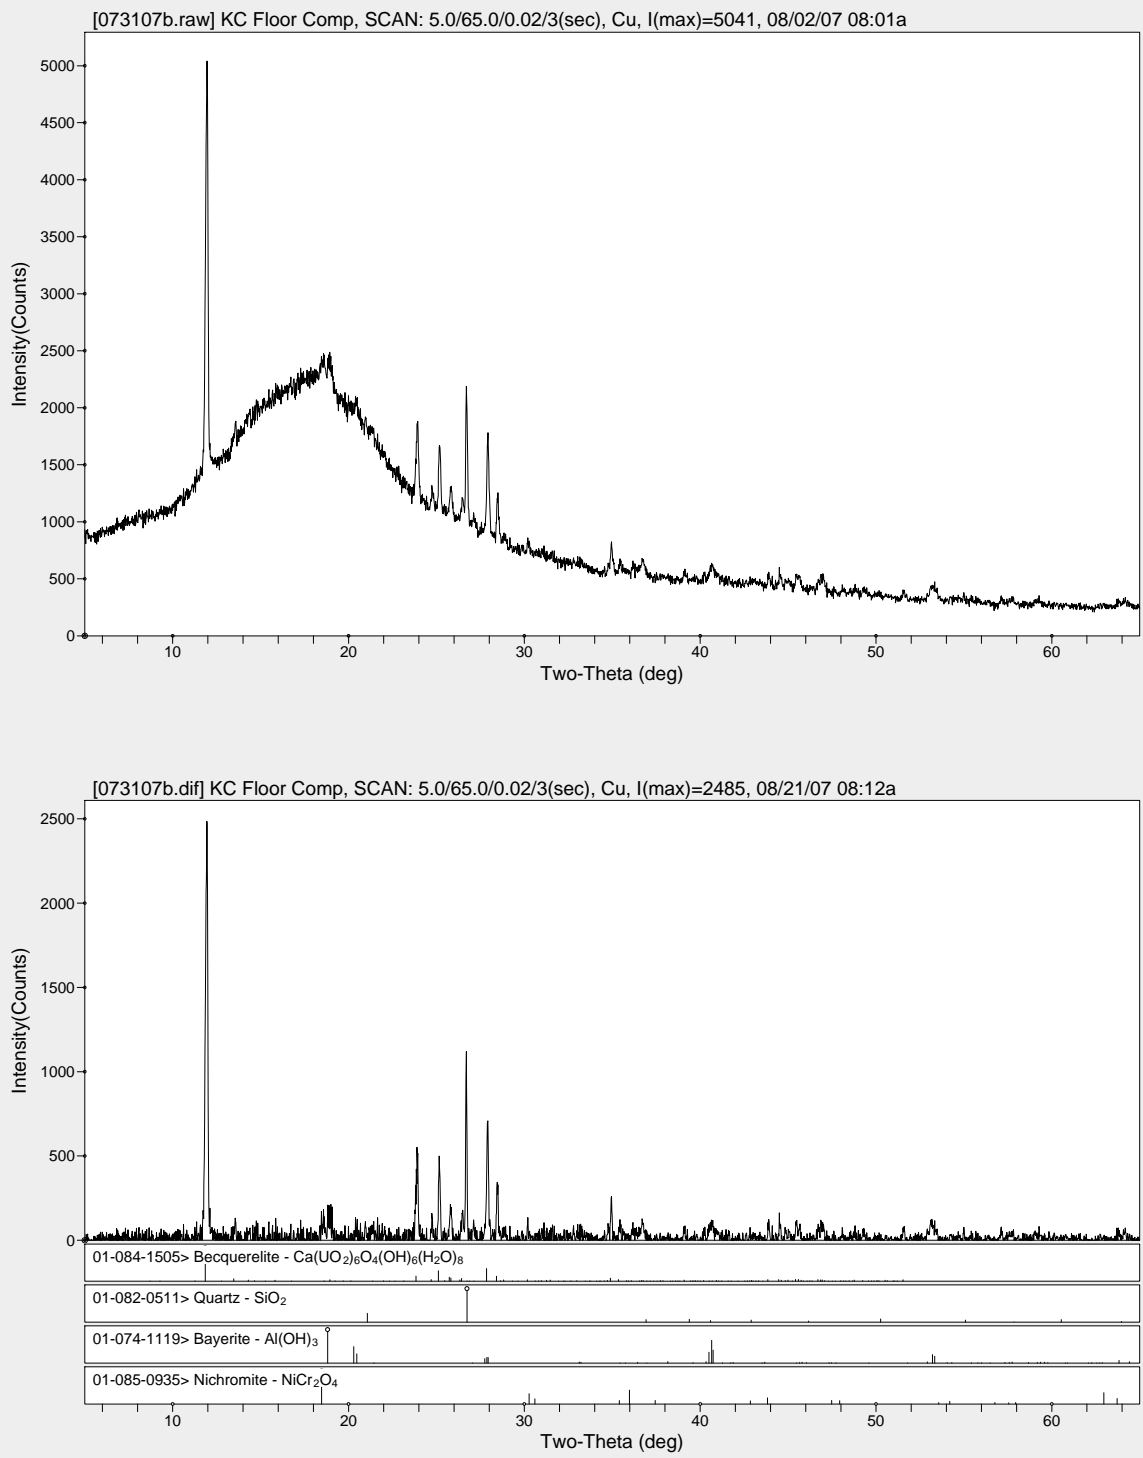 [073107b.raw] KC Floor Comp, SCAN: 5.0/65.0/0.02/3(sec), Cu, I(max)=5041, 08/02/07 08:01a
5000
4500
4000
3500
3000
2500
2000
1500
1000
500
0
Intensity(Counts)
10 20 30 40 50 60
Two-Theta (deg)
[073107b.dif] KC Floor Comp, SCAN: 5.0/65.0/0.02/3(sec), Cu, I(max)=2485, 08/21/07 08:12a
2500
2000
1500
1000
500
0
Intensity(Counts)
01-084-1505> Becquerelite - Ca(UO2)6O4(OH)6(H2O)8
01-082-0511> Quartz - SiO2
01-074-1119> Bayerite - Al(OH)3
01-085-0935> Nichromite - NiCr2O4
10 20 30 40 50 60
Two-Theta (deg)